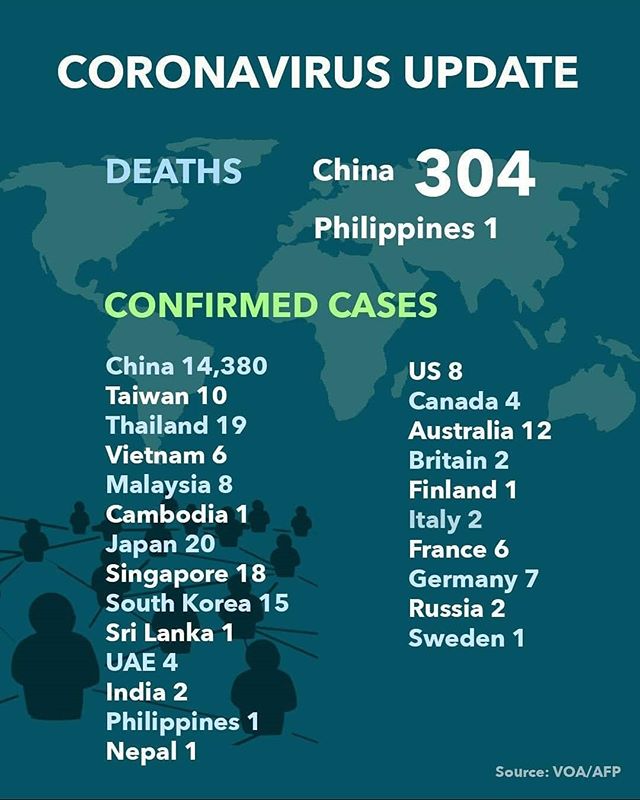 CORONAVIRUS UPDATE
DEATHS
China 304
Philippines 1
CONFIRMED CASES
China 14,380
Taiwan 10
Thailand 19
Vietnam 6
Malaysia 8
Cambodia 1
Japan 20
Singapore 18
South Korea 15
Sri Lanka 1
UAE 4
India 2
Philippines 1
Nepal 1
US 8
Canada 4
Australia 12
Britain 2
Finland 1
Italy 2
France 6
Germany 7
Russia 2
Sweden 1
Source: VOA/AFP